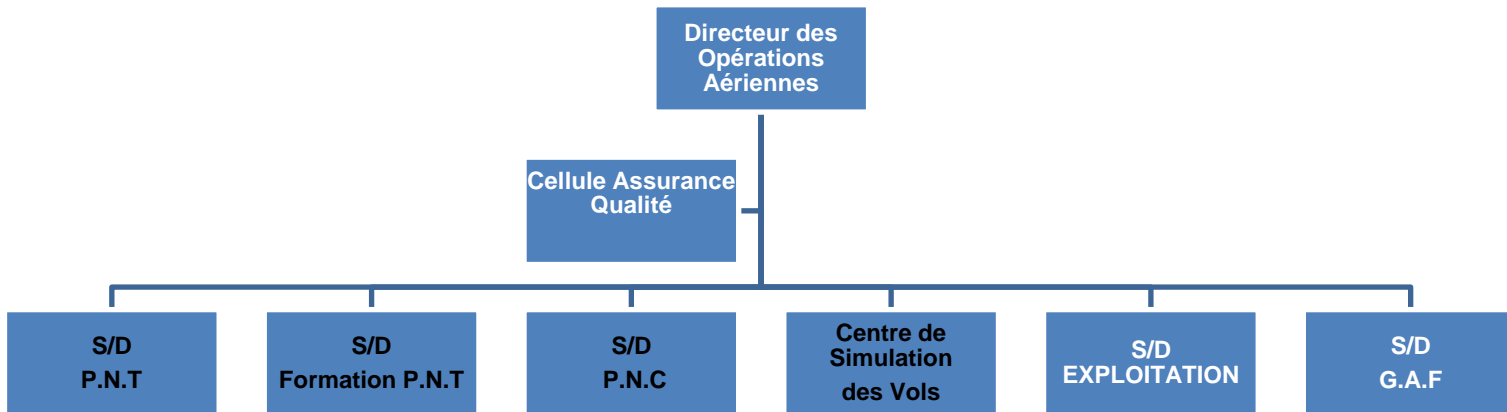 Directeur des
Opérations
Aériennes
Cellule Assurance
Qualité
S/D
P.N.T
S/D
Formation P.N.T
S/D
P.N.C
Centre de
Simulation
des Vols
S/D
EXPLOITATION
S/D
G.A.F